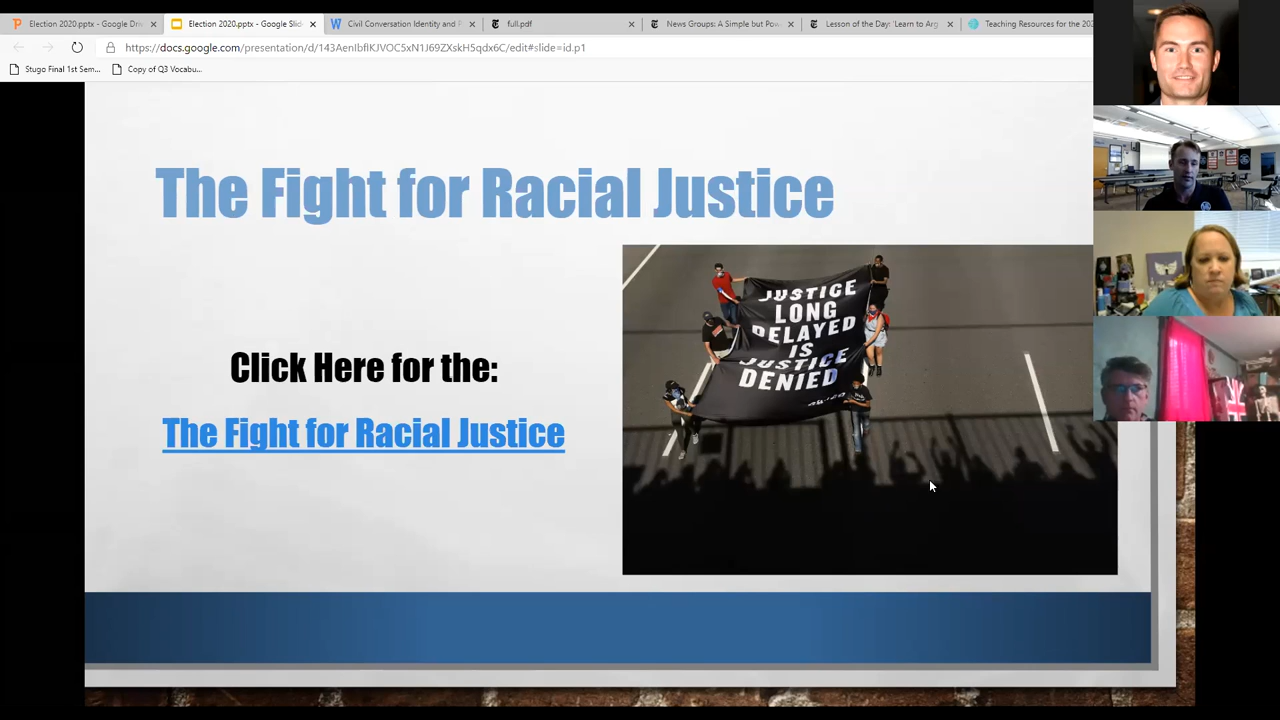 Election 2020.pptx - Google Dri
Election 2020.pptx - Google Slid
Civil Conversation Identity and P
full.pdf
News Groups: A Simple but Pow
Lesson of the Day: 'Learn to Arg
Teaching Resources for the 202
https://docs.google.com/presentation/d/143AenIbflKJVOC5xN1J69ZXskH5qdx6C/edit#slide=id.p1
Stugo Final 1st Sem...
Copy of Q3 Vocabu...
The Fight for Racial Justice
Click Here for the:
The Fight for Racial Justice
JUSTICE
LONG
DELAYED
IS
JUSTICE
DENIED